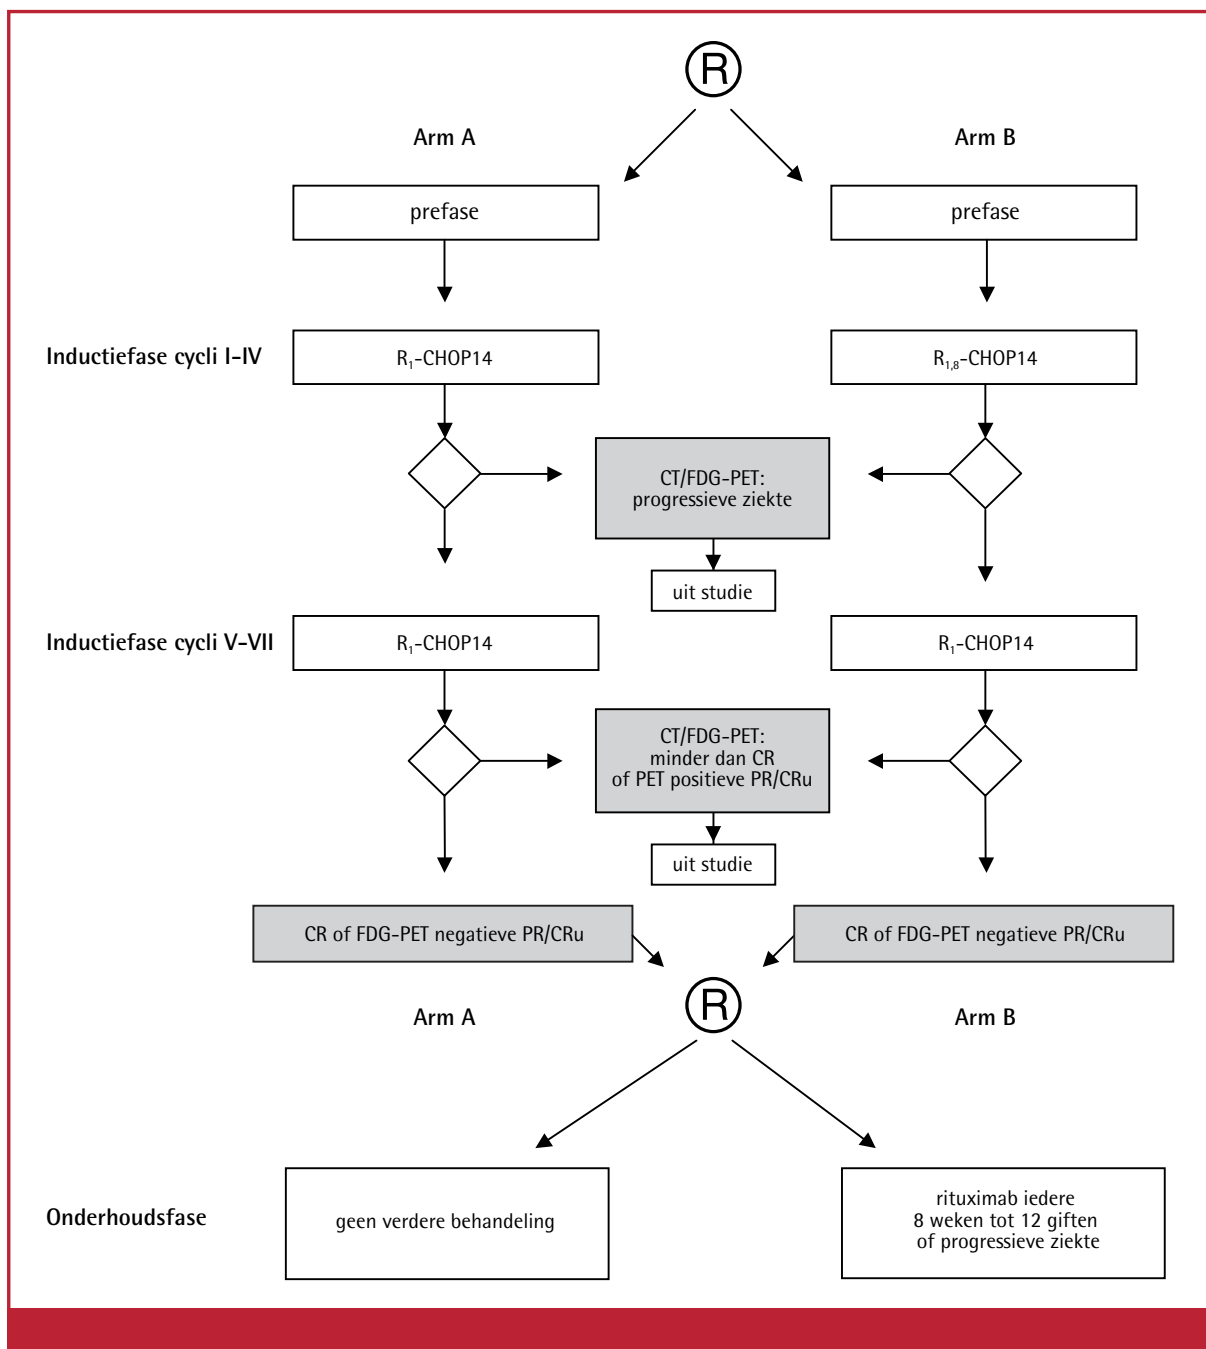 R
Arm A
Arm B
prefase
prefase
Inductiefase cycli I-IV
R₁-CHOP14
R₁,₈-CHOP14
CT/FDG-PET:
progressieve ziekte
uit studie
Inductiefase cycli V-VII
R₁-CHOP14
R₁-CHOP14
CT/FDG-PET:
minder dan CR
of PET positieve PR/CRu
uit studie
CR of FDG-PET negatieve PR/CRu
CR of FDG-PET negatieve PR/CRu
R
Arm A
Arm B
Onderhoudsfase
geen verdere behandeling
rituximab iedere
8 weken tot 12 giften
of progressieve ziekte